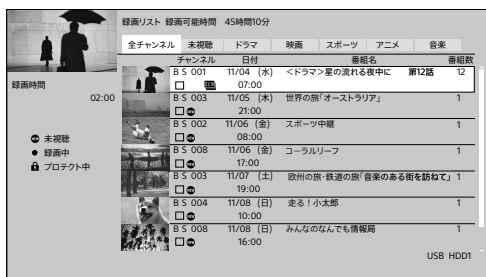 録画リスト 録画可能時間 45時間10分
全チャンネル 未視聴 ドラマ 映画 スポーツ アニメ 音楽
チャンネル 日付 番組名 番組数
BS 001 11/04 (水) <ドラマ>星の流れる夜中に 第12話 12
07:00
録画時間
02:00
BS 003 11/05 (木) 世界の旅「オーストラリア」 1
21:00
BS 002 11/06 (金) スポーツ中継 1
08:00
未視聴
録画中
プロテクト中
BS 008 11/06 (金) コーラルリーフ 1
17:00
BS 003 11/07 (土) 欧州の旅・鉄道の旅「音楽のある街を訪ねて」 1
19:00
BS 004 11/08 (日) 走る!小太郎 1
10:00
BS 008 11/08 (日) みんなのなんでも情報局 1
16:00
USB HDD1